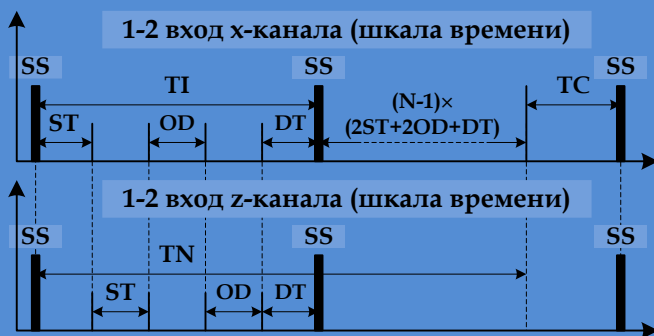 1-2 вход x-канала (шкала времени)
SS SS SS
TI (N-1)× TC
ST OD DT (2ST+2OD+DT)
1-2 вход z-канала (шкала времени)
SS SS SS
TN
ST OD DT